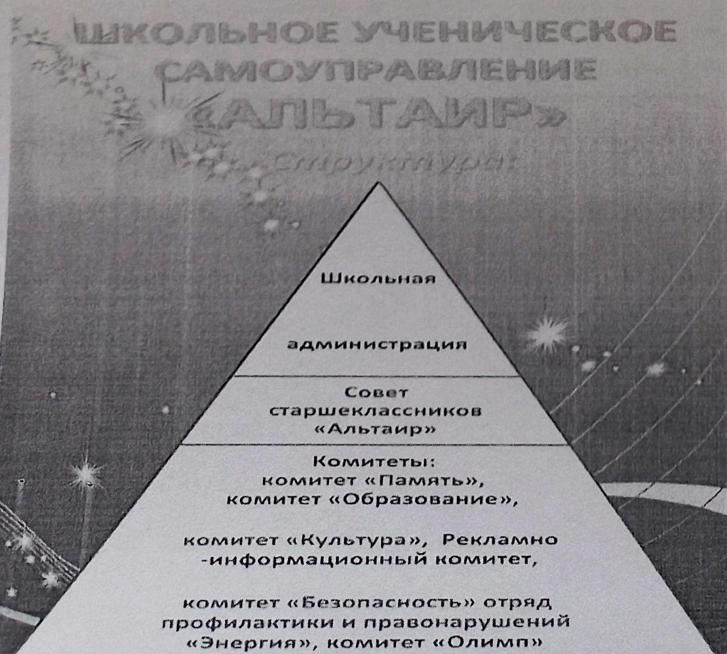 ШКОЛЬНОЕ УЧЕНИЧЕСКОЕ
САМОУПРАВЛЕНИЕ
«АЛЬТАИР»
Структура:
Школьная
администрация
Совет
старшеклассников
«Альтаир»
Комитеты:
комитет «Память»,
комитет «Образование»,
комитет «Культура», Рекламно
-информационный комитет,
комитет «Безопасность» отряд
профилактики и правонарушений
«Энергия», комитет «Олимп»